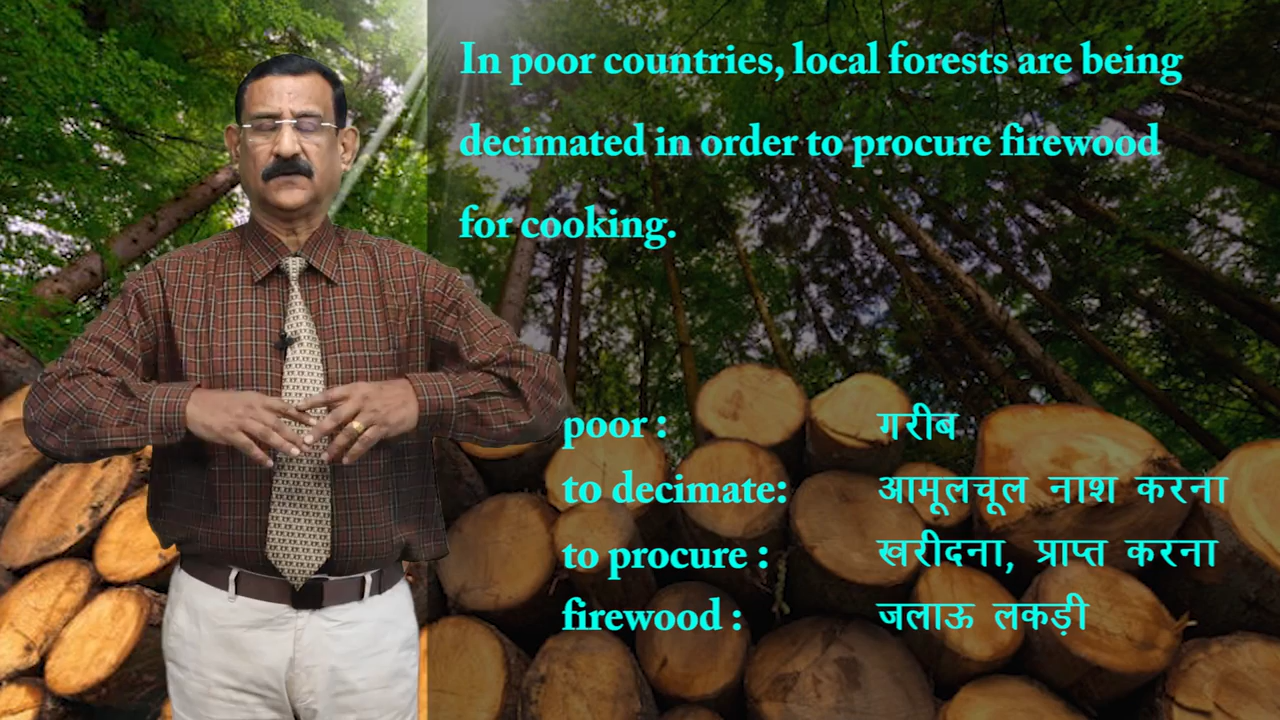 In poor countries, local forests are being
decimated in order to procure firewood
for cooking.
poor : गरीब
to decimate: आमूलचूल नाश करना
to procure : खरीदना, प्राप्त करना
firewood : जलाऊ लकड़ी